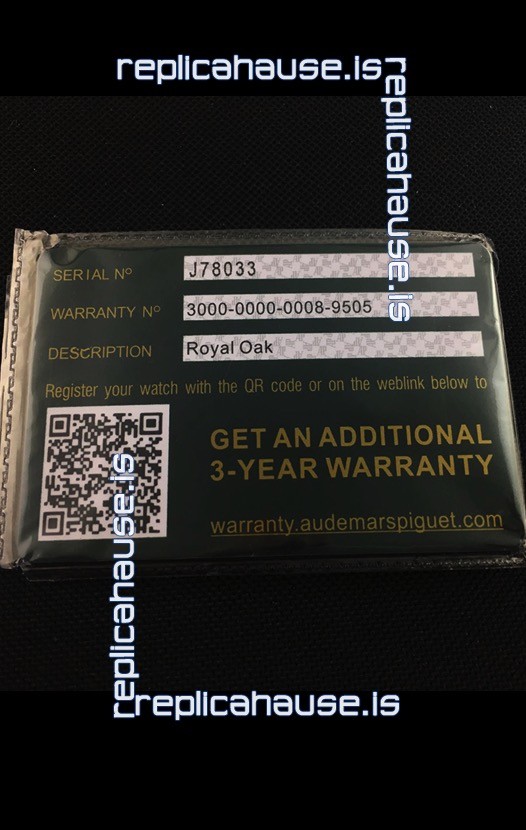 replicahause.is
replicahause.is
SERIAL Nº
J78033
WARRANTY Nº
3000-0000-0008-9505
DESCRIPTION
Royal Oak
Register your watch with the QR code or on the weblink below to
GET AN ADDITIONAL
3-YEAR WARRANTY
warranty.audemarspiguet.com
replicahause.is
replicahause.is